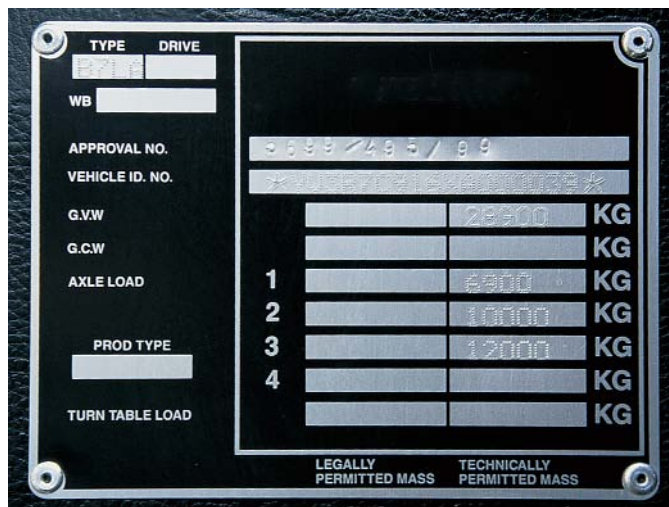 TYPE DRIVE
B7LA
WB
APPROVAL NO.
VEHICLE ID. NO.
G.V.W 28900 KG
G.C.W KG
AXLE LOAD 1 6900 KG
2 10000 KG
PROD TYPE 3 12000 KG
4 KG
TURN TABLE LOAD KG
LEGALLY TECHNICALLY
PERMITTED MASS PERMITTED MASS